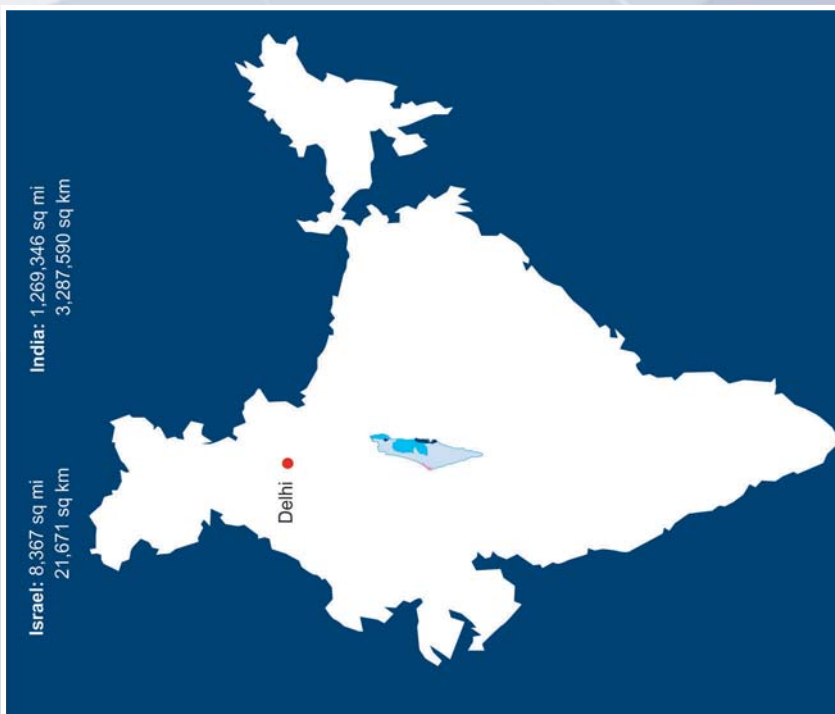 Israel: 8,367 sq mi
21,671 sq km
India: 1,269,346 sq mi
3,287,590 sq km
Delhi